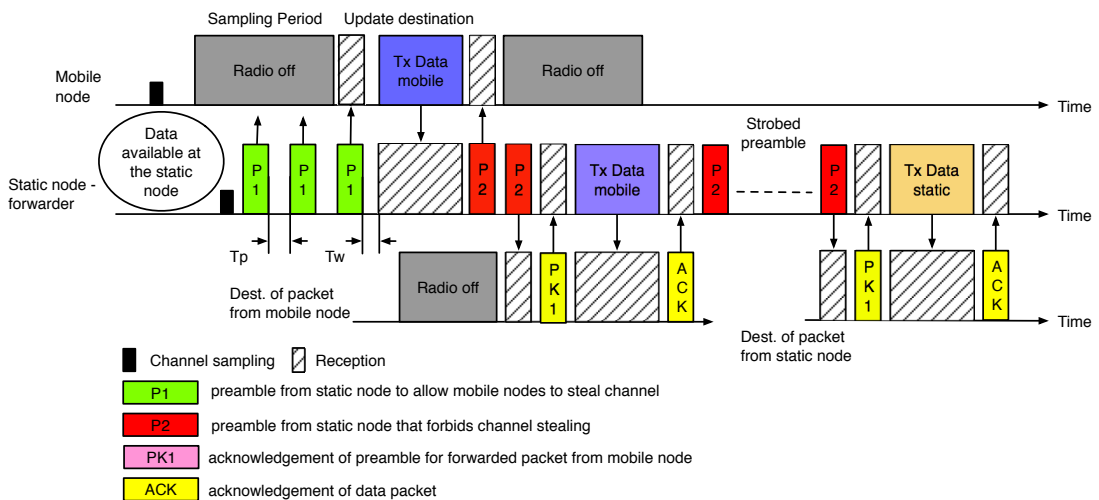 Sampling Period
Update destination
Radio off
Tx Data
mobile
Radio off
Mobile
node
Time
Data
available at
the static
node
Strobed
preamble
Static node -
forwarder
P
1
P
1
P
1
P
2
P
2
Tx Data
mobile
P
2
P
2
Tx Data
static
Time
Tp
Tw
Radio off
P
K
1
A
C
K
P
K
1
A
C
K
Dest. of packet
from mobile node
Time
Dest. of packet
from static node
Channel sampling
Reception
P1
preamble from static node to allow mobile nodes to steal channel
P2
preamble from static node that forbids channel stealing
PK1
acknowledgement of preamble for forwarded packet from mobile node
ACK
acknowledgement of data packet